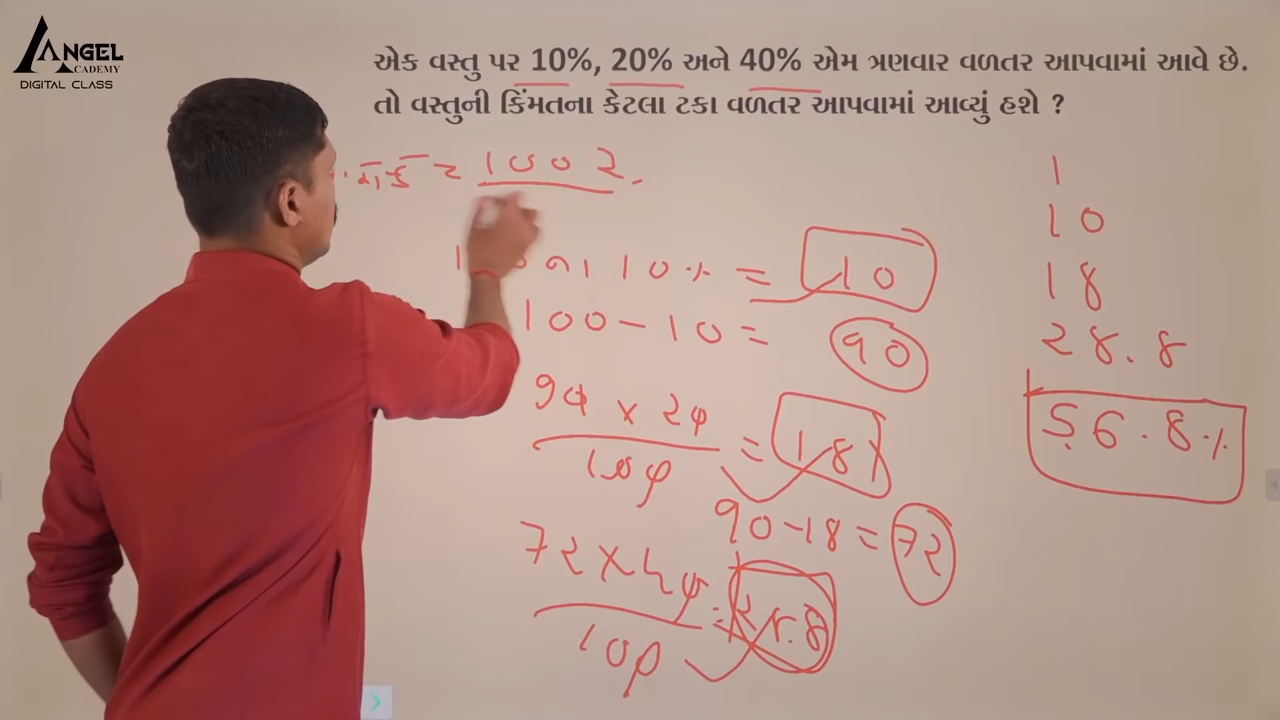 ANGEL
ACADEMY
DIGITAL CLASS
એક વસ્તુ પર 10%, 20% અને 40% એમ ત્રણવાર વળતર આપવામાં આવે છે.
તો વસ્તુની કિંમતના કેટલા ટકા વળતર આપવામાં આવ્યું હશે ?
= 100 ર.
ના 10% = 10
100 - 10 = 90
90 x 20
100
= 18
90 - 18 = 72
72 x 40
100
= 28.8
1
10
18
28.8
56.8%